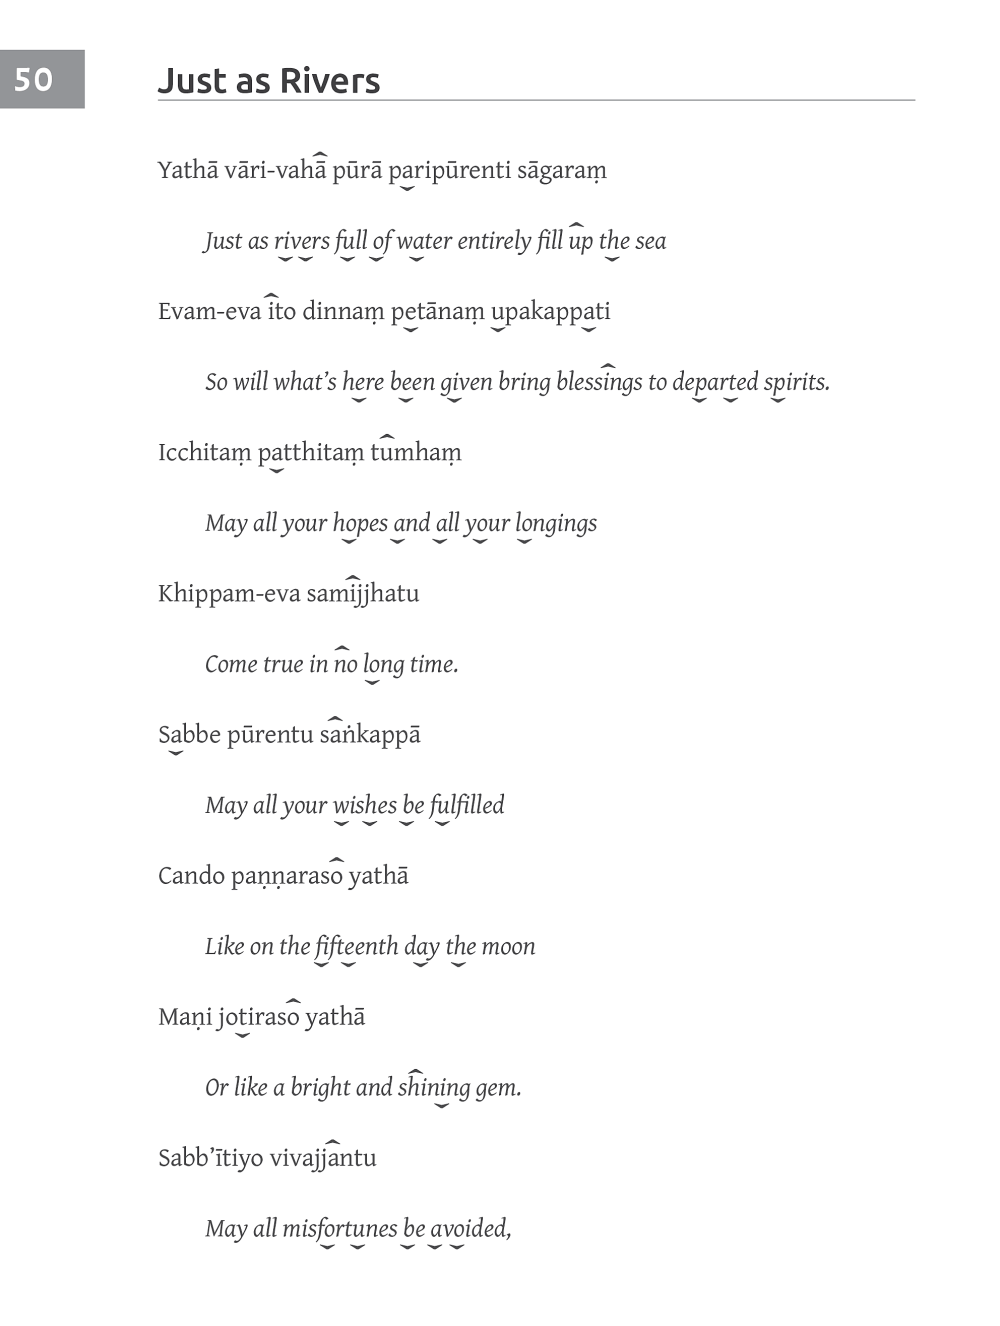 50
Just as Rivers
Yathā vāri-vahā pūrā paripūrenti sāgaraṃ
Just as rivers full of water entirely fill up the sea
Evam-eva ito dinnaṃ petānaṃ upakappati
So will what’s here been given bring blessings to departed spirits.
Icchitaṃ patthitaṃ tumhaṃ
May all your hopes and all your longings
Khippam-eva samijjhatu
Come true in no long time.
Sabbe pūrentu saṅkappā
May all your wishes be fulfilled
Cando paṇṇaraso yathā
Like on the fifteenth day the moon
Maṇi jotiraso yathā
Or like a bright and shining gem.
Sabb’ītiyo vivajjantu
May all misfortunes be avoided,